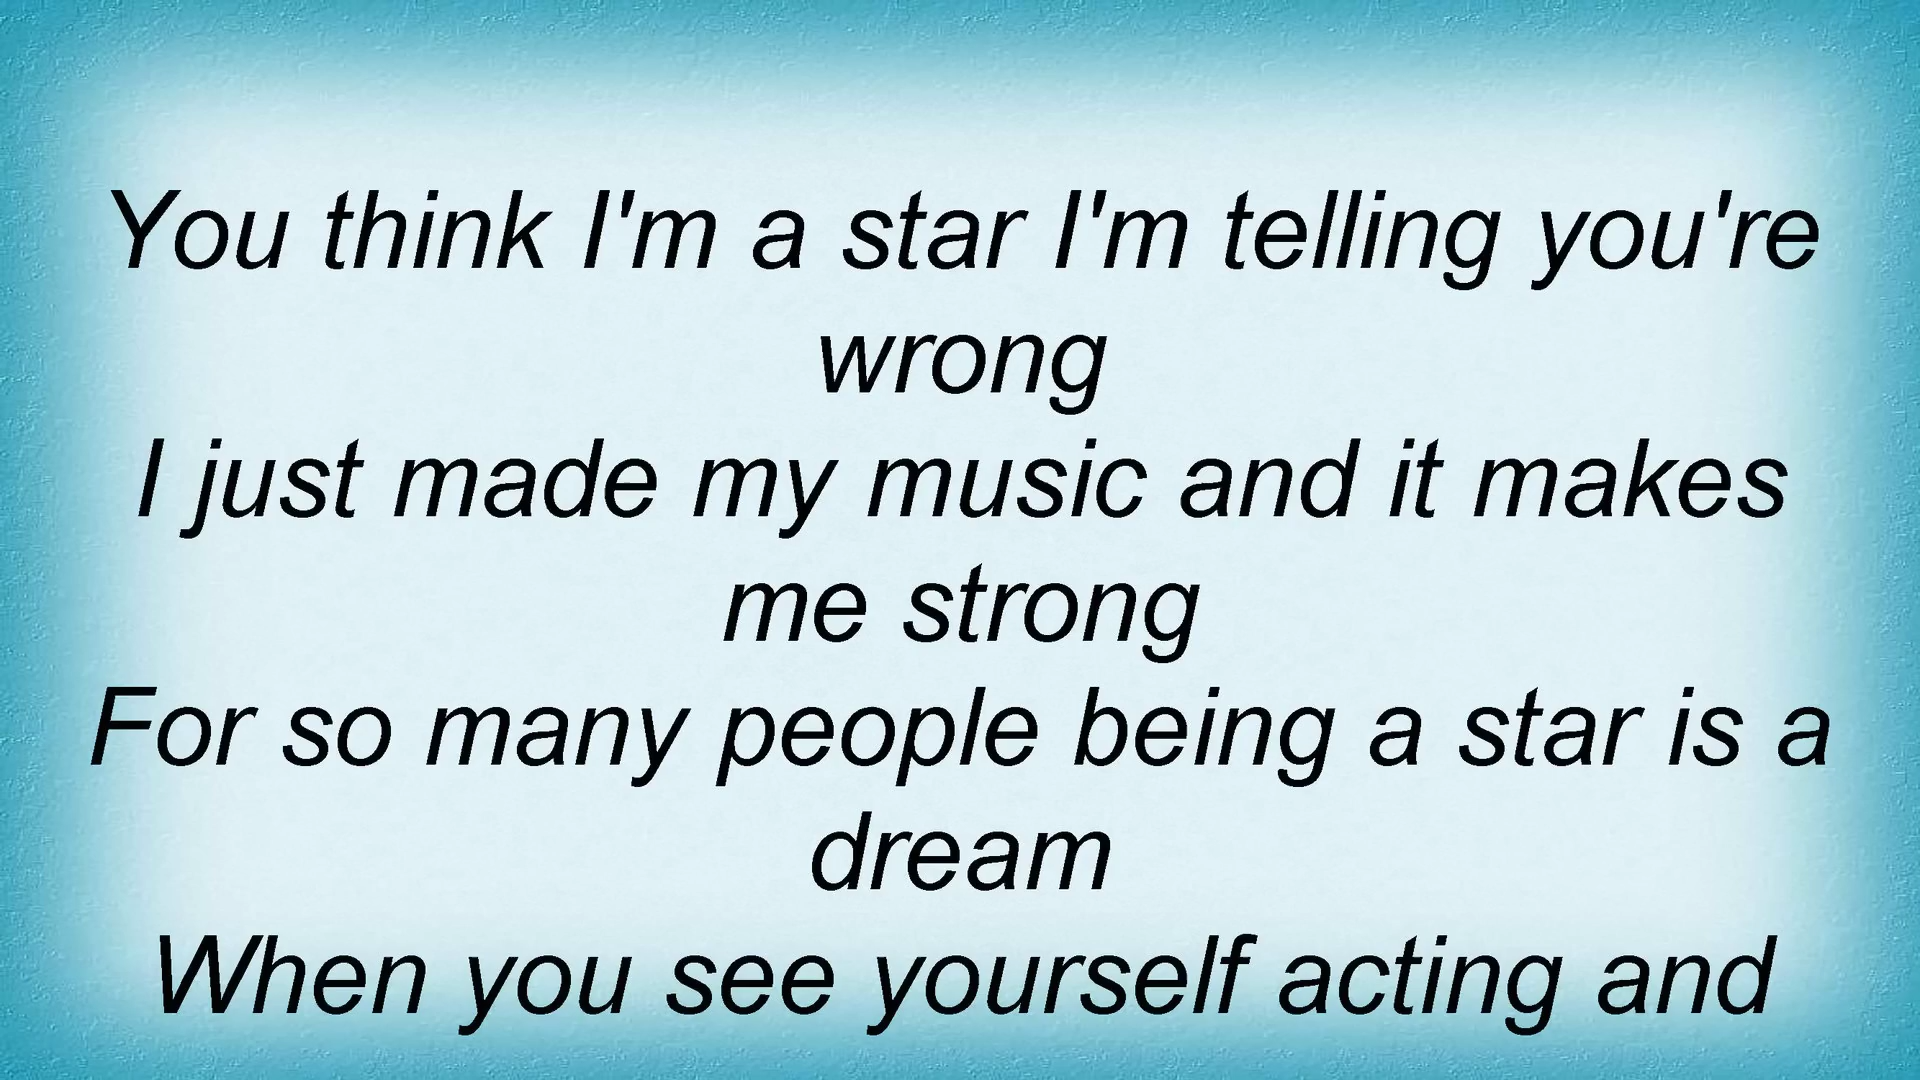 You think I'm a star I'm telling you're
wrong
I just made my music and it makes
me strong
For so many people being a star is a
dream
When you see yourself acting and